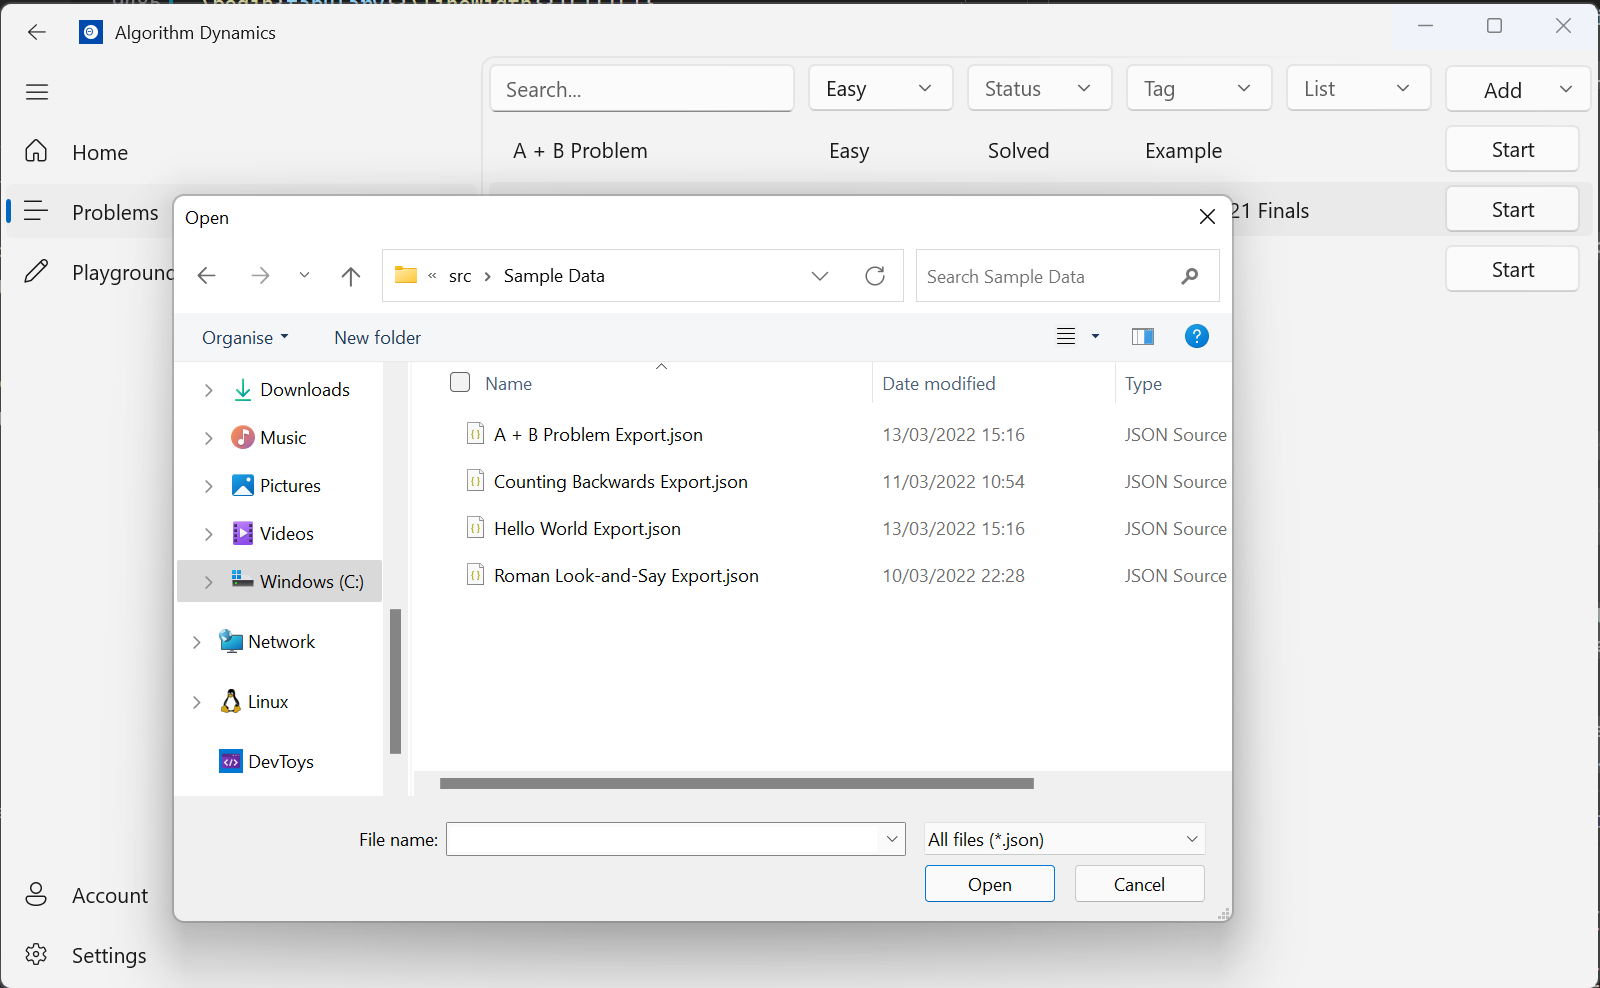 Algorithm Dynamics
Search...
Easy
Status
Tag
List
Add
Home
A + B Problem
Easy
Solved
Example
Start
Problems
21 Finals
Start
Playground
Start
Open
« src > Sample Data
Search Sample Data
Organise
New folder
?
Name
Date modified
Type
Downloads
Music
Pictures
Videos
Windows (C:)
Network
Linux
DevToys
A + B Problem Export.json
13/03/2022 15:16
JSON Source
Counting Backwards Export.json
11/03/2022 10:54
JSON Source
Hello World Export.json
13/03/2022 15:16
JSON Source
Roman Look-and-Say Export.json
10/03/2022 22:28
JSON Source
File name:
All files (*.json)
Open
Cancel
Account
Settings